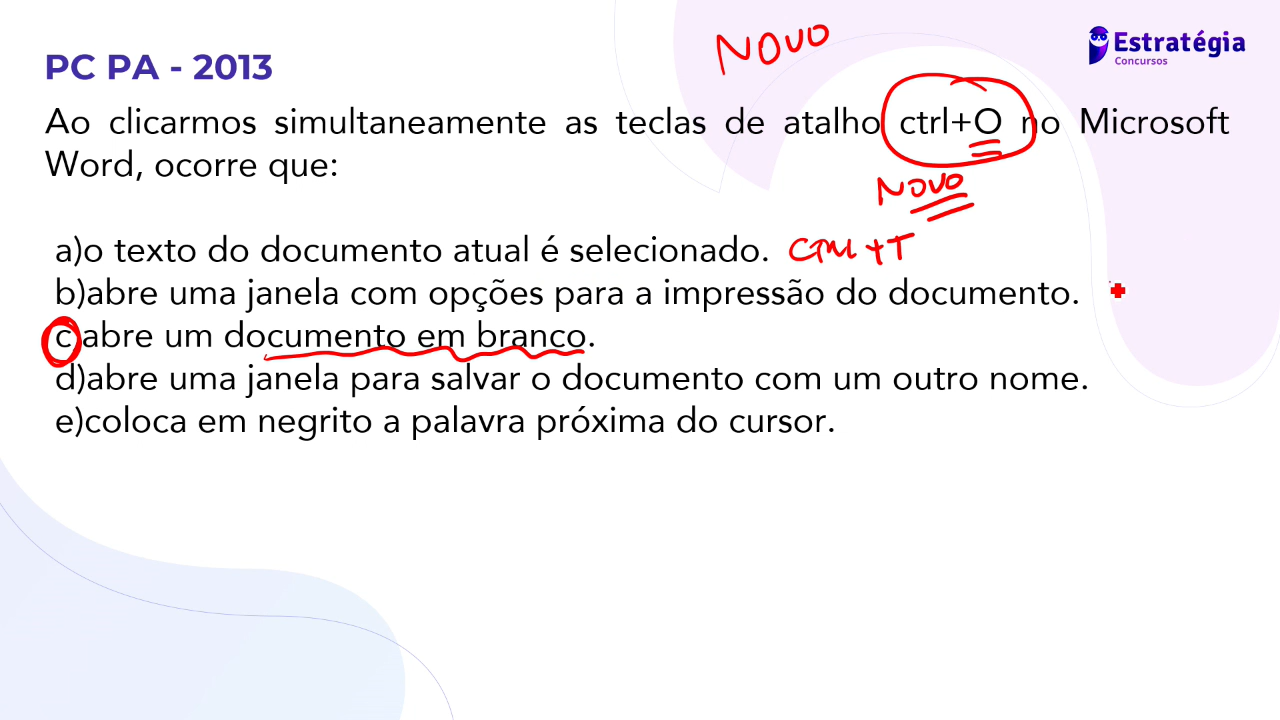 NOVO
Estratégia
Concursos
PC PA - 2013
Ao clicarmos simultaneamente as teclas de atalho ctrl+O no Microsoft
Word, ocorre que:
NOVO
a)o texto do documento atual é selecionado. Ctrl + T
b)abre uma janela com opções para a impressão do documento.
c abre um documento em branco.
d)abre uma janela para salvar o documento com um outro nome.
e)coloca em negrito a palavra próxima do cursor.